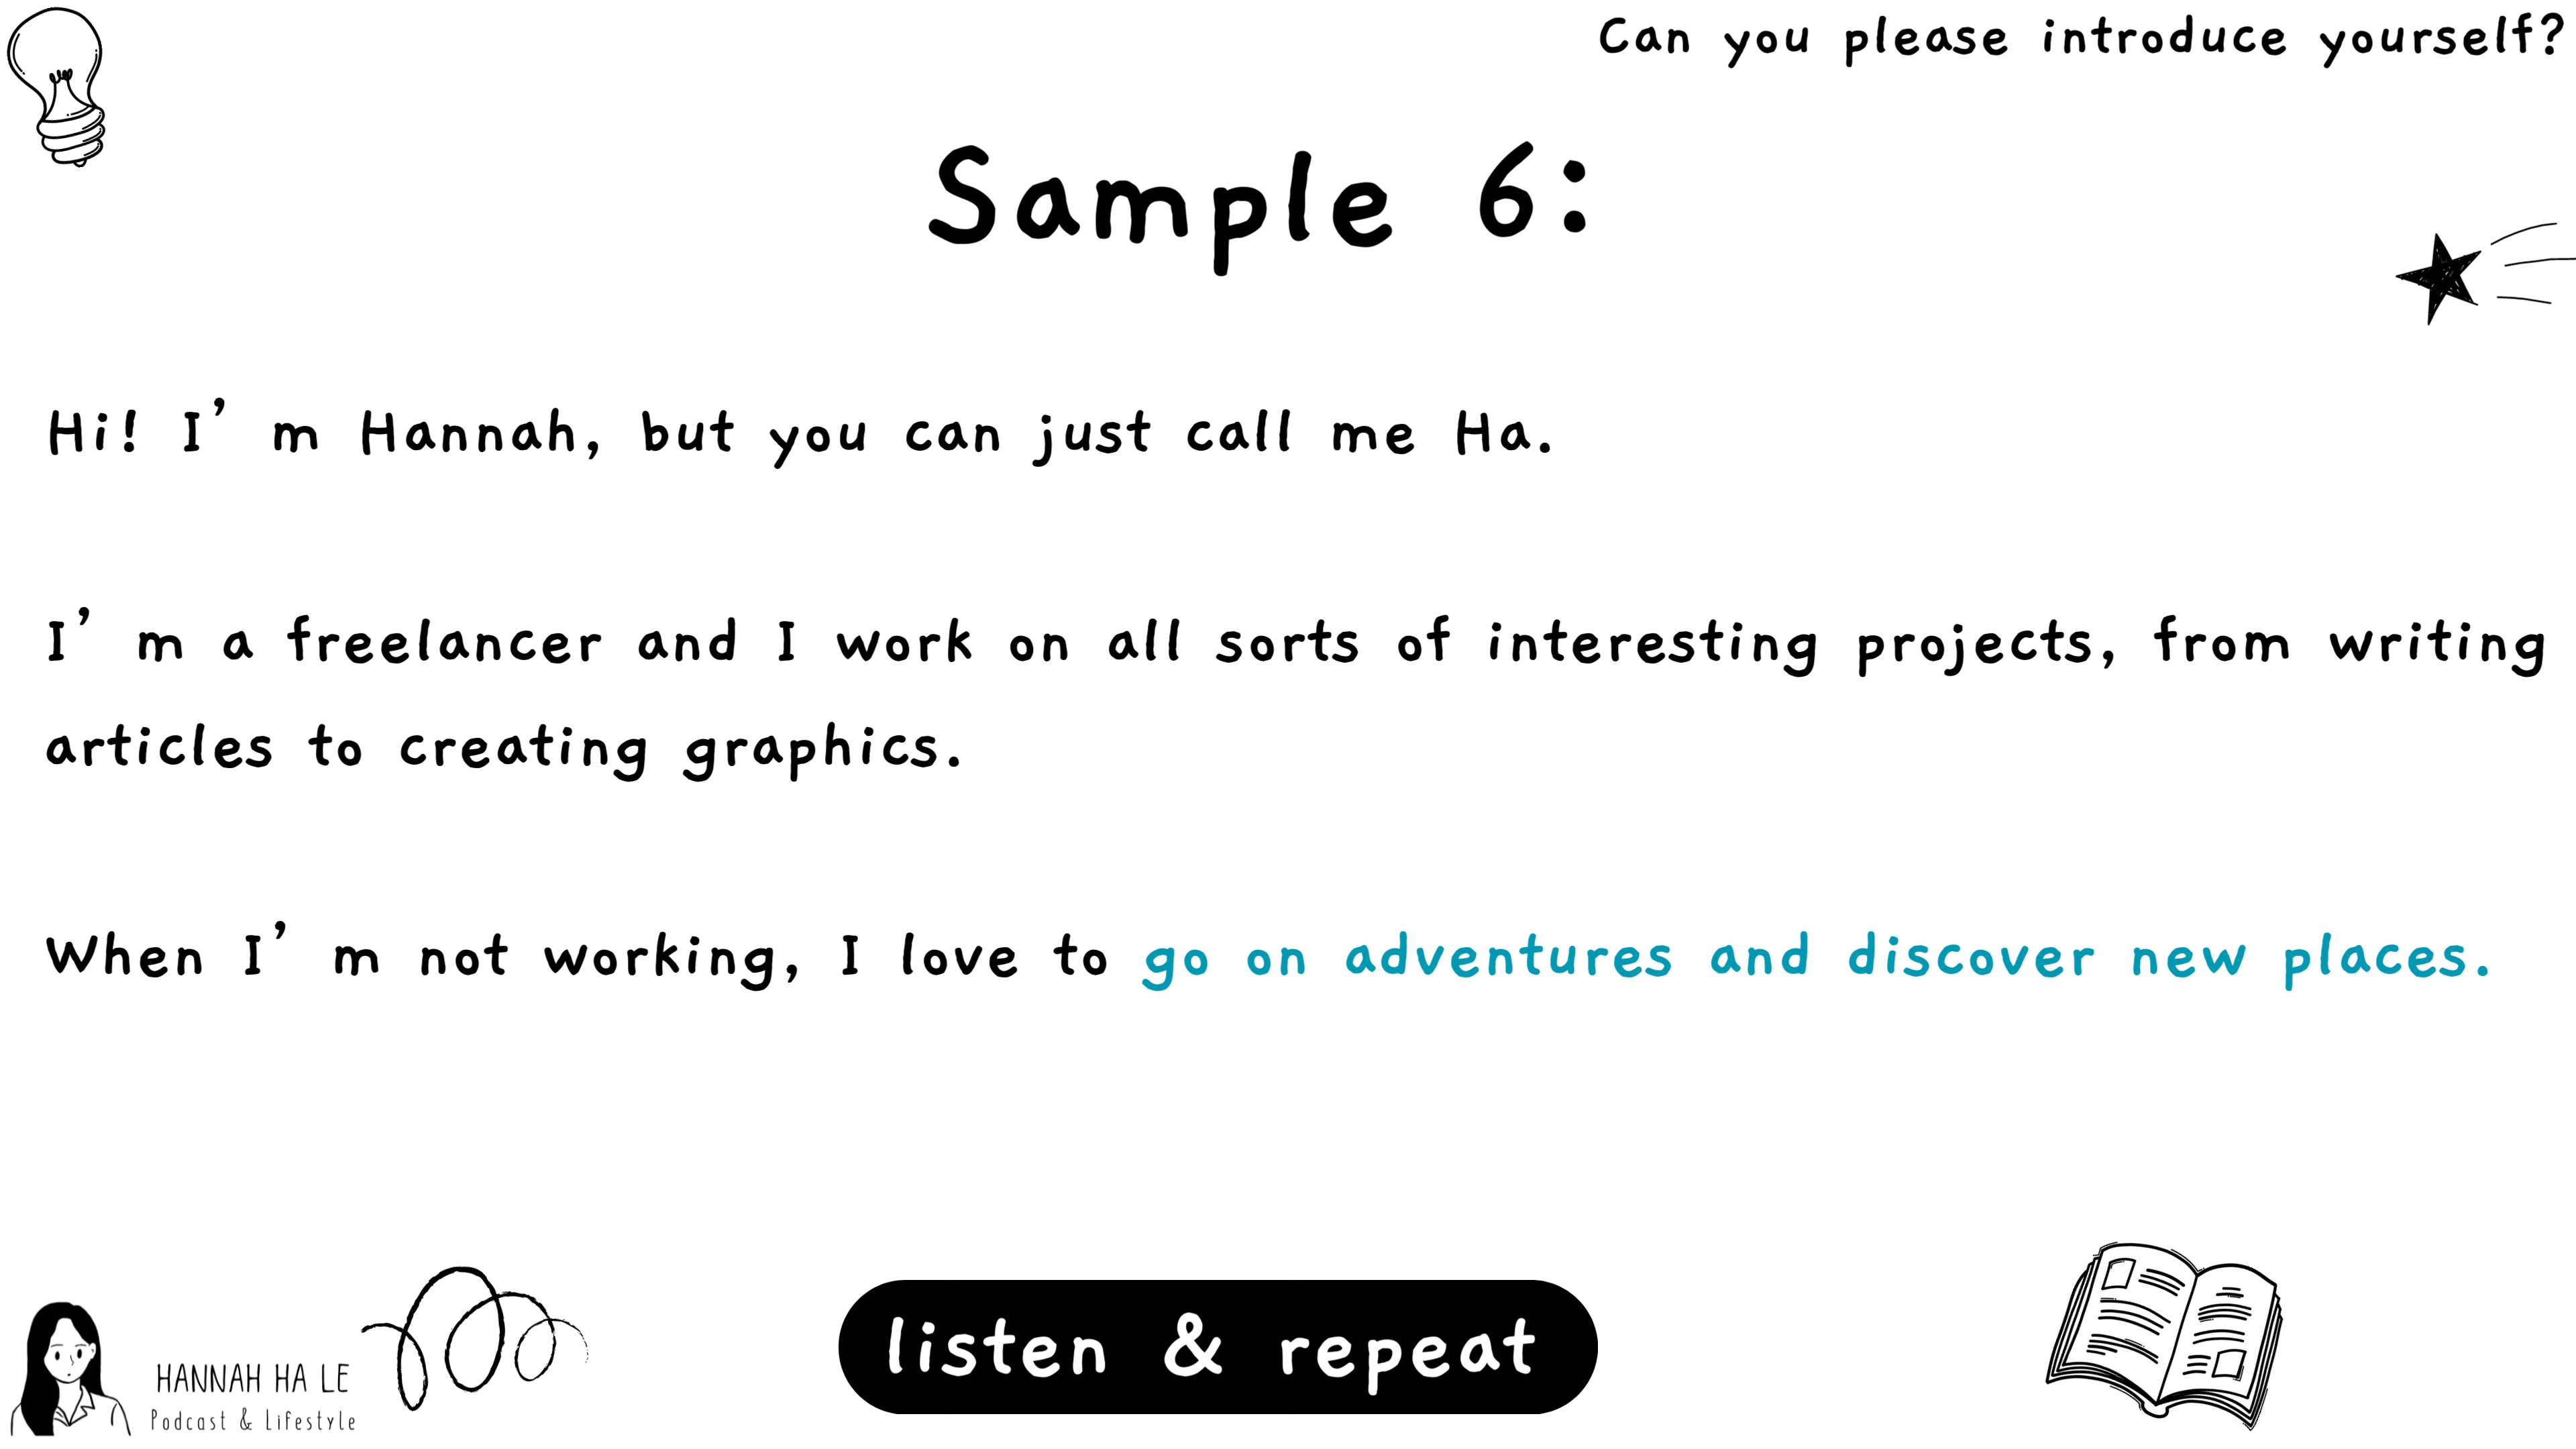 Can you please introduce yourself?
Sample 6:
Hi! I’m Hannah, but you can just call me Ha.
I’m a freelancer and I work on all sorts of interesting projects, from writing
articles to creating graphics.
When I’m not working, I love to go on adventures and discover new places.
listen & repeat
HANNAH HA LE
Podcast & Lifestyle